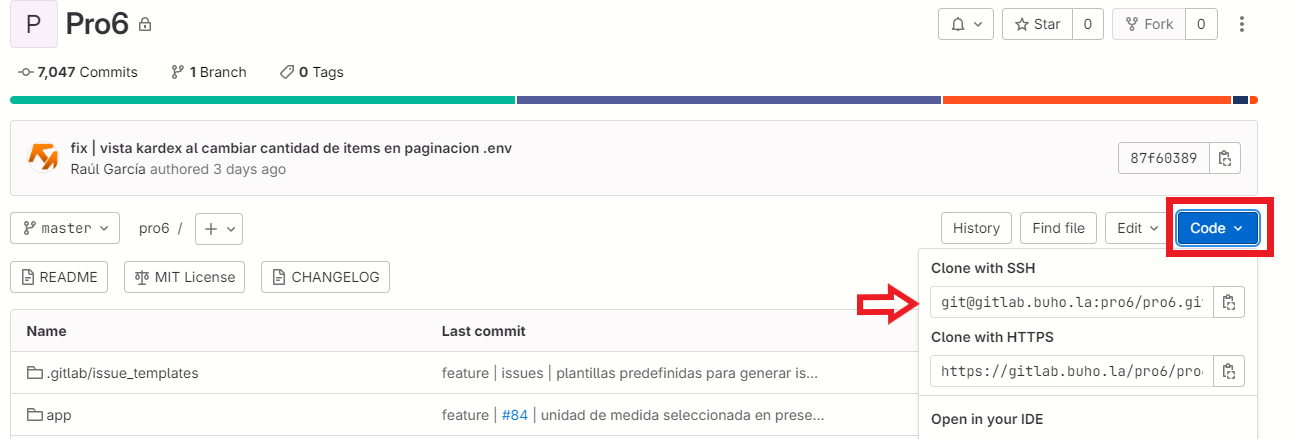 P Pro6 Star 0 Fork 0
7,047 Commits 1 Branch 0 Tags
fix | vista kardex al cambiar cantidad de items en paginacion .env
Raúl García authored 3 days ago
87f60389
master pro6 / + History Find file Edit Code
README MIT License CHANGELOG
Clone with SSH
git@gitlab.buho.la:pro6/pro6.gi
Clone with HTTPS
https://gitlab.buho.la/pro6/pro
Open in your IDE
Name Last commit
.gitlab/issue_templates feature | issues | plantillas predefinidas para generar is...
app feature | #84 | unidad de medida seleccionada en prese...